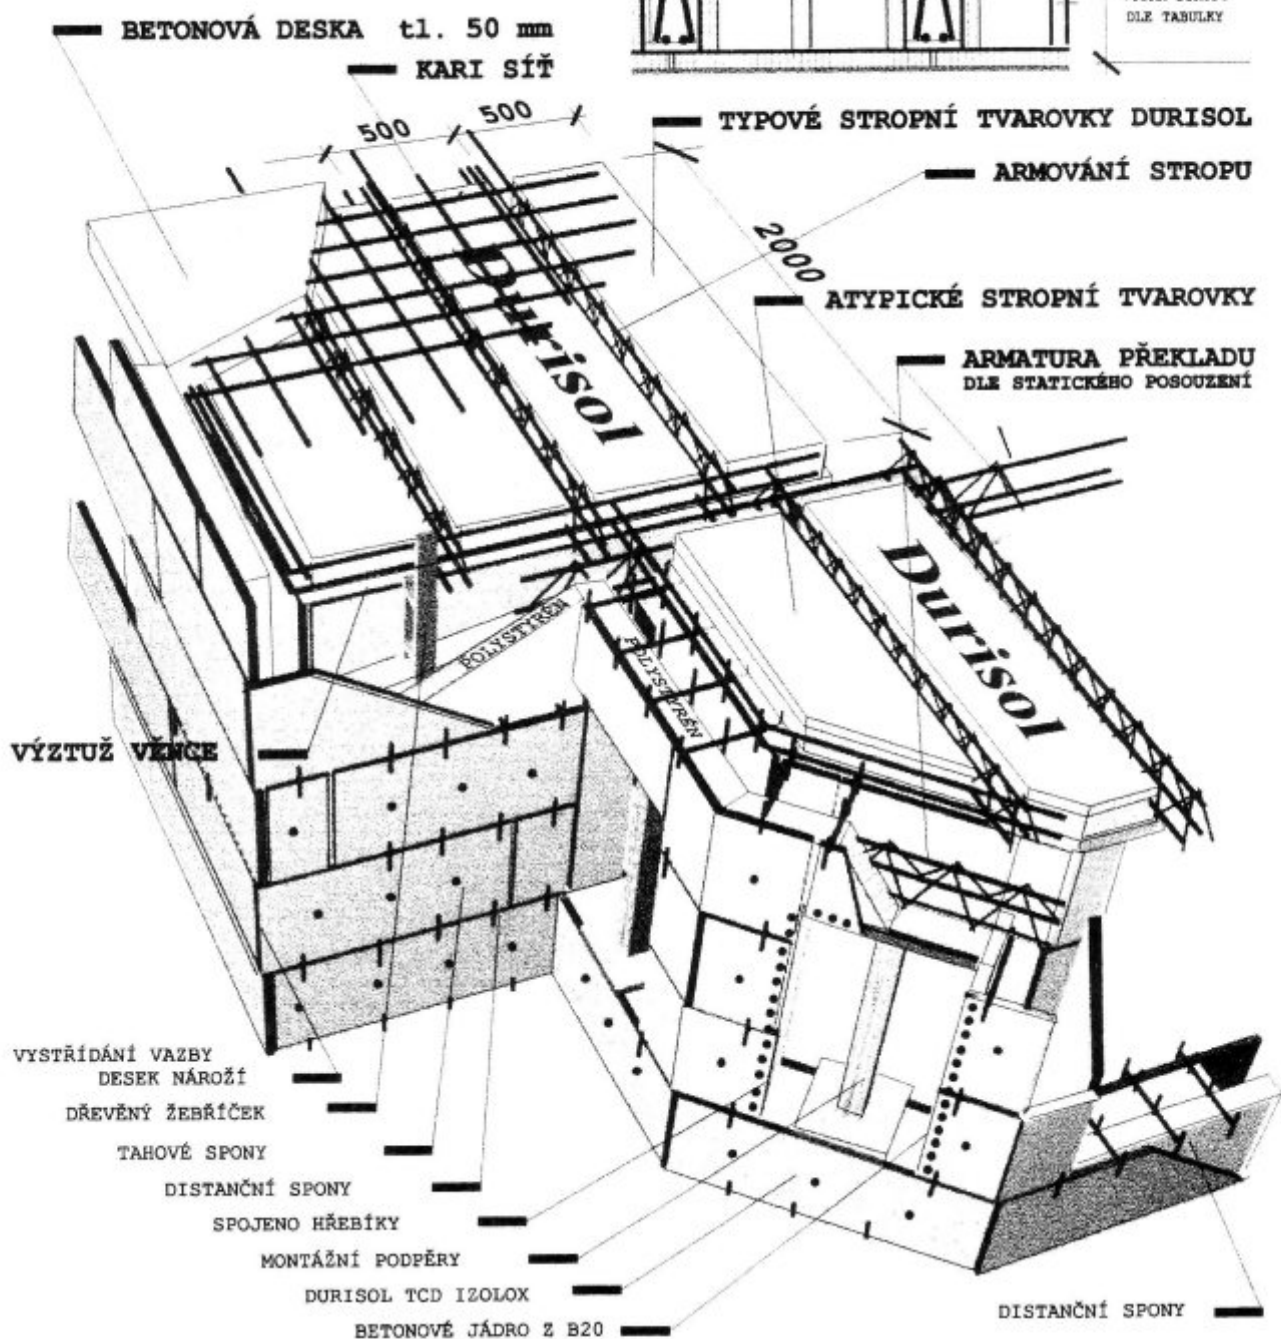 DLE TABULKY
BETONOVÁ DESKA tl. 50 mm
KARI SÍŤ
500
500
TYPOVÉ STROPNÍ TVAROVKY DURISOL
ARMOVÁNÍ STROPU
2000
ATYPICKÉ STROPNÍ TVAROVKY
ARMATURA PŘEKLADU
DLE STATICKÉHO POSOUZENÍ
Durisol
Durisol
POLYSTYRÉN
POLYSTYRÉN
VÝZTUŽ VĚNCE
VYSTŘÍDÁNÍ VAZBY
DESEK NÁROŽÍ
DŘEVĚNÝ ŽEBŘÍČEK
TAHOVÉ SPONY
DISTANČNÍ SPONY
SPOJENO HŘEBÍKY
MONTÁŽNÍ PODPĚRY
DURISOL TCD IZOLOX
BETONOVÉ JÁDRO Z B20
DISTANČNÍ SPONY